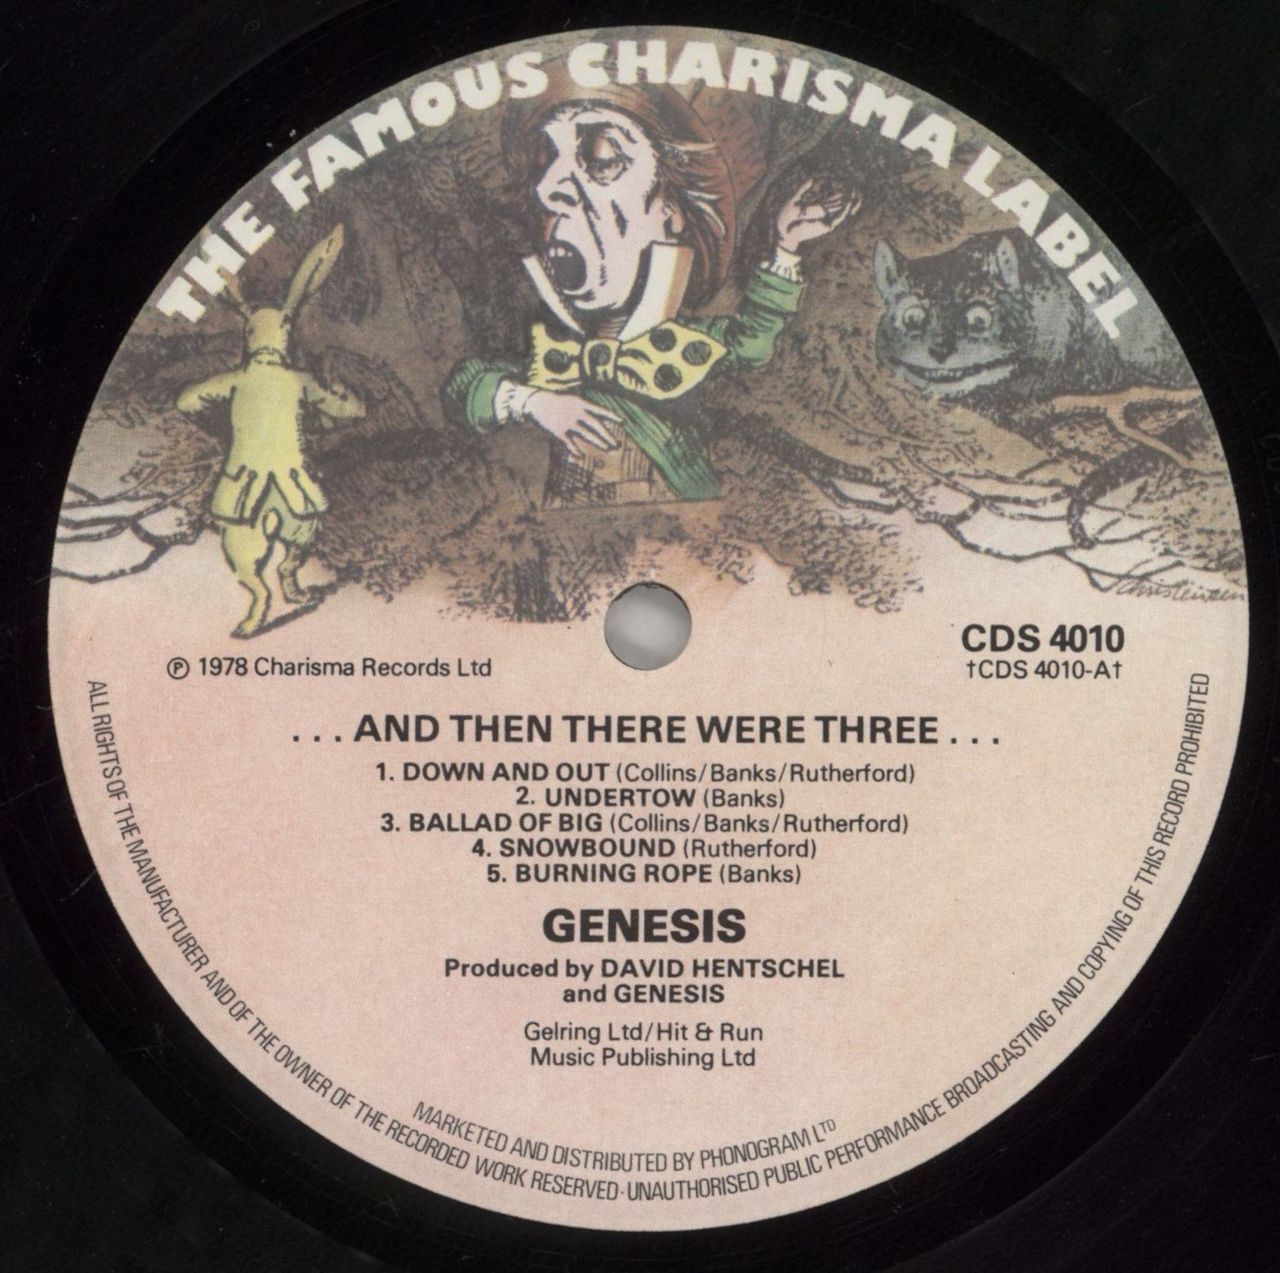 THE FAMOUS CHARISMA LABEL
Christensen
℗ 1978 Charisma Records Ltd
CDS 4010
†CDS 4010-A†
...AND THEN THERE WERE THREE...
1. DOWN AND OUT (Collins/Banks/Rutherford)
2. UNDERTOW (Banks)
3. BALLAD OF BIG (Collins/Banks/Rutherford)
4. SNOWBOUND (Rutherford)
5. BURNING ROPE (Banks)
GENESIS
Produced by DAVID HENTSCHEL
and GENESIS
Gelring Ltd/Hit & Run
Music Publishing Ltd
MARKETED AND DISTRIBUTED BY PHONOGRAM LTD
ALL RIGHTS OF THE MANUFACTURER AND OF THE OWNER OF THE RECORDED WORK RESERVED·UNAUTHORISED PUBLIC PERFORMANCE BROADCASTING AND COPYING OF THIS RECORD PROHIBITED